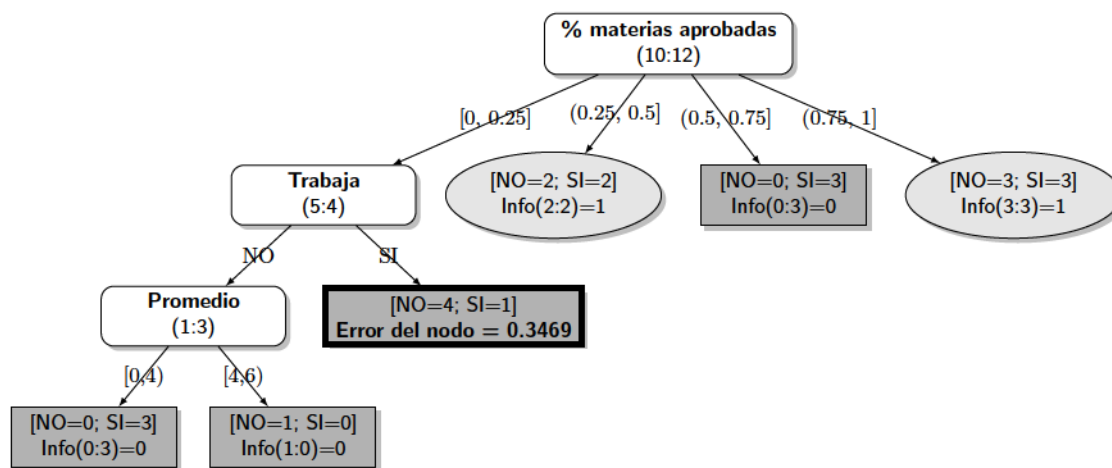 % materias aprobadas
(10:12)
[0, 0.25]
(0.25, 0.5]
(0.5, 0.75]
(0.75, 1]
Trabaja
(5:4)
[NO=2; SI=2]
Info(2:2)=1
[NO=0; SI=3]
Info(0:3)=0
[NO=3; SI=3]
Info(3:3)=1
NO
SI
Promedio
(1:3)
[NO=4; SI=1]
Error del nodo = 0.3469
[0,4)
[4,6)
[NO=0; SI=3]
Info(0:3)=0
[NO=1; SI=0]
Info(1:0)=0